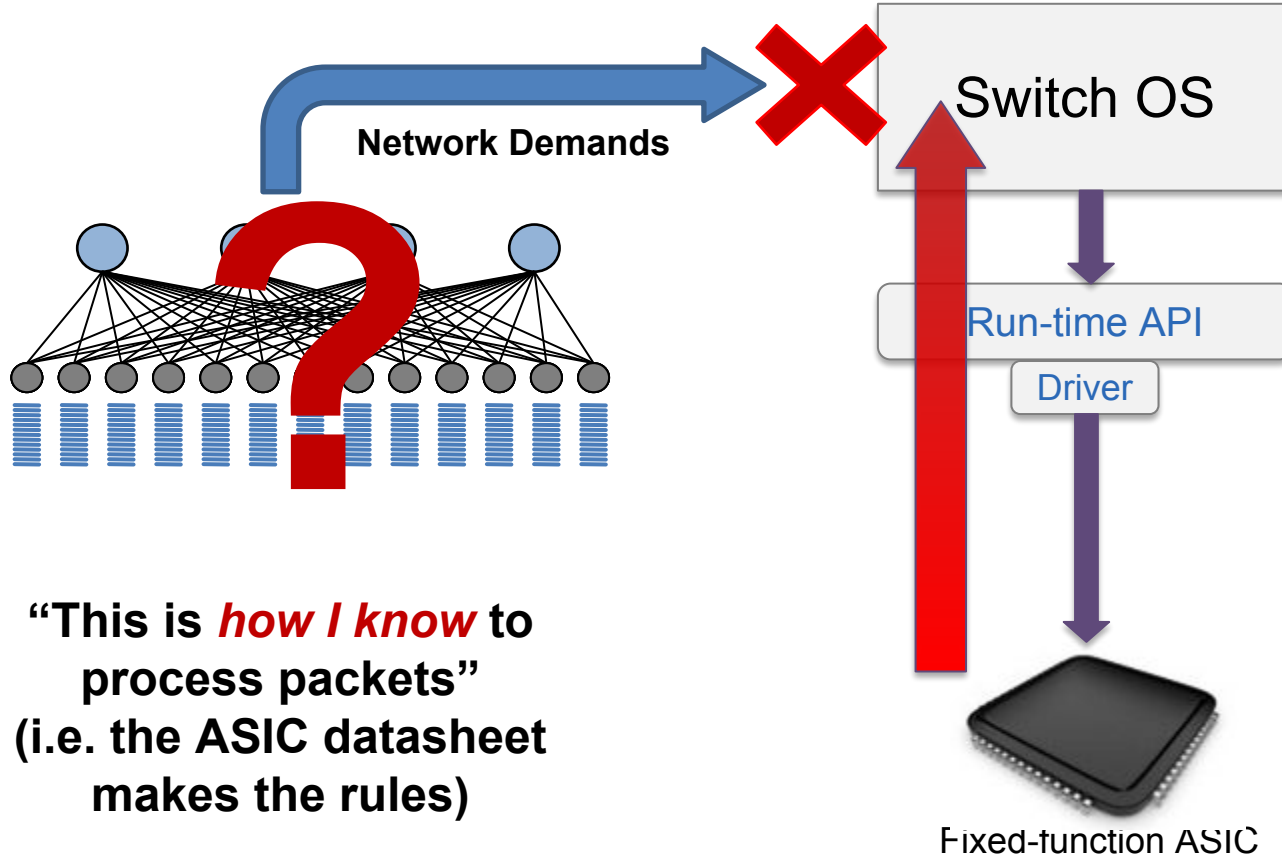 Switch OS
Network Demands
Run-time API
Driver
“This is how I know to
process packets”
(i.e. the ASIC datasheet
makes the rules)
Fixed-function ASIC